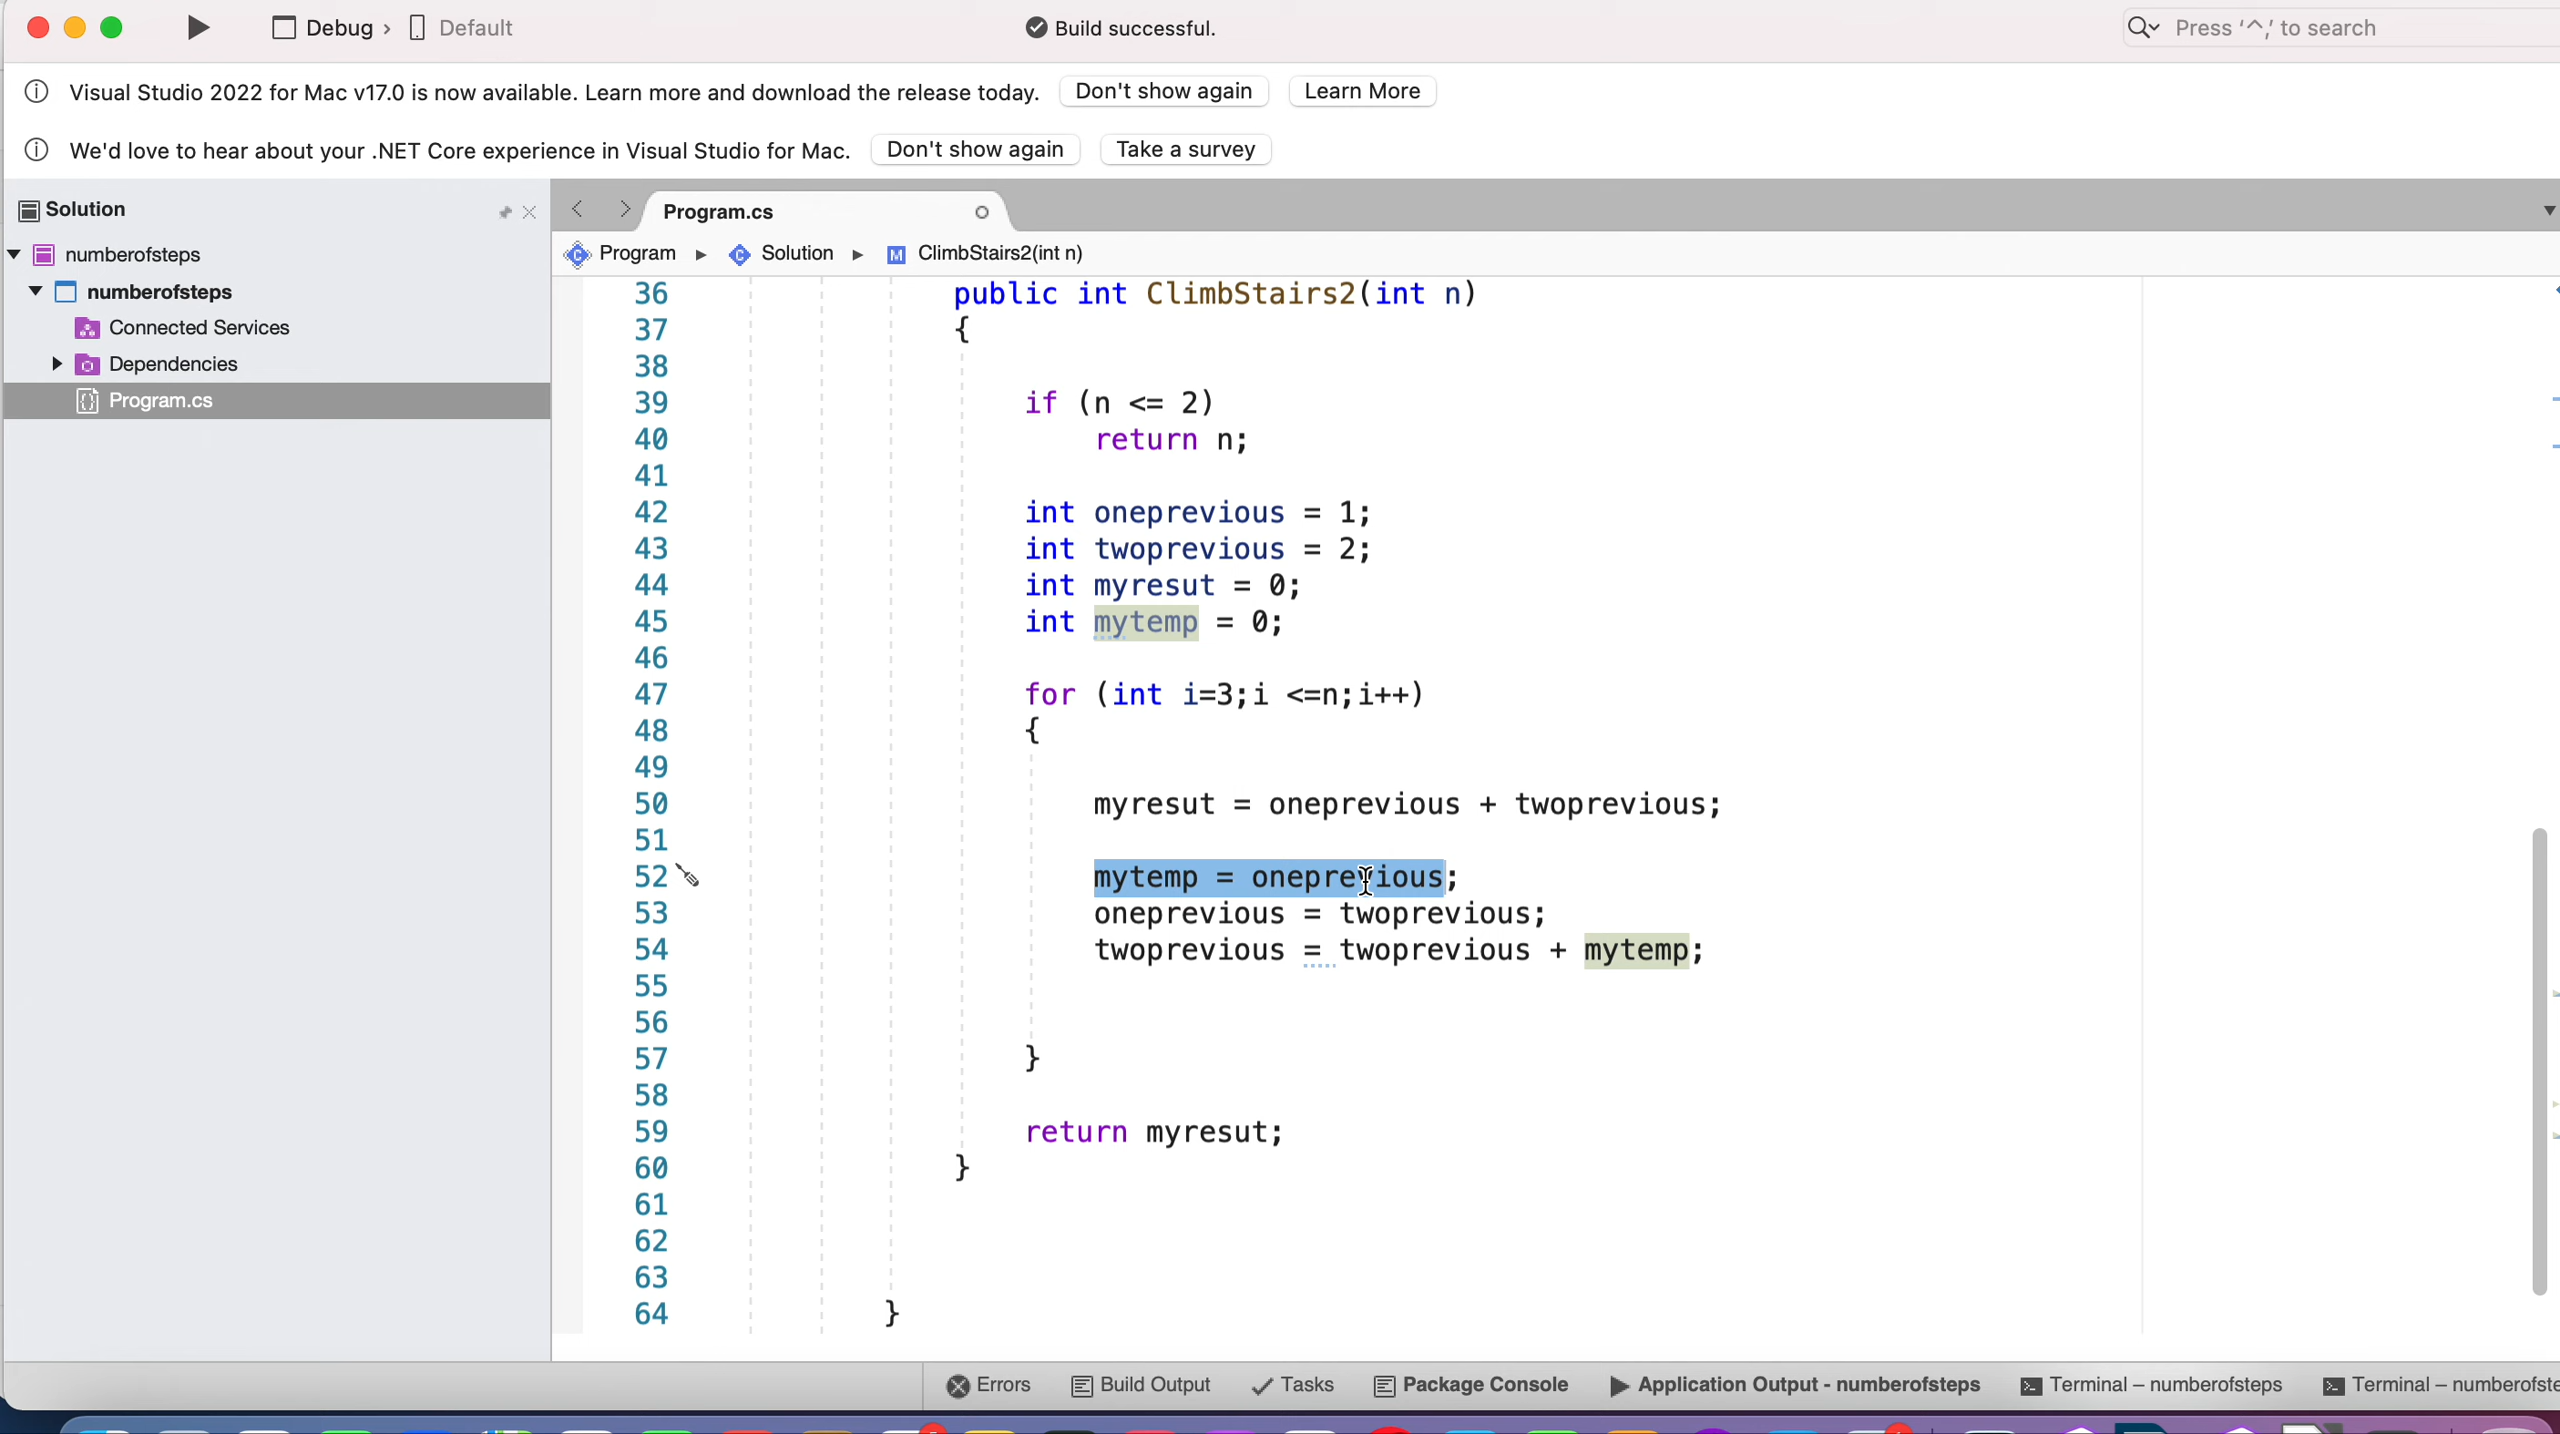 Debug › Default
Build successful.
Press '^,' to search
Visual Studio 2022 for Mac v17.0 is now available. Learn more and download the release today. Don't show again Learn More
We'd love to hear about your .NET Core experience in Visual Studio for Mac. Don't show again Take a survey
Solution
numberofsteps
numberofsteps
Connected Services
Dependencies
Program.cs
Program.cs
Program ▸ Solution ▸ M ClimbStairs2(int n)
36 public int ClimbStairs2(int n)
37 {
38
39 if (n <= 2)
40 return n;
41
42 int oneprevious = 1;
43 int twoprevious = 2;
44 int myresut = 0;
45 int mytemp = 0;
46
47 for (int i=3;i <=n;i++)
48 {
49
50 myresut = oneprevious + twoprevious;
51
52 mytemp = oneprevious;
53 oneprevious = twoprevious;
54 twoprevious = twoprevious + mytemp;
55
56
57 }
58
59 return myresut;
60 }
61
62
63
64 }
Errors Build Output Tasks Package Console Application Output - numberofsteps Terminal – numberofsteps Terminal – numberofste